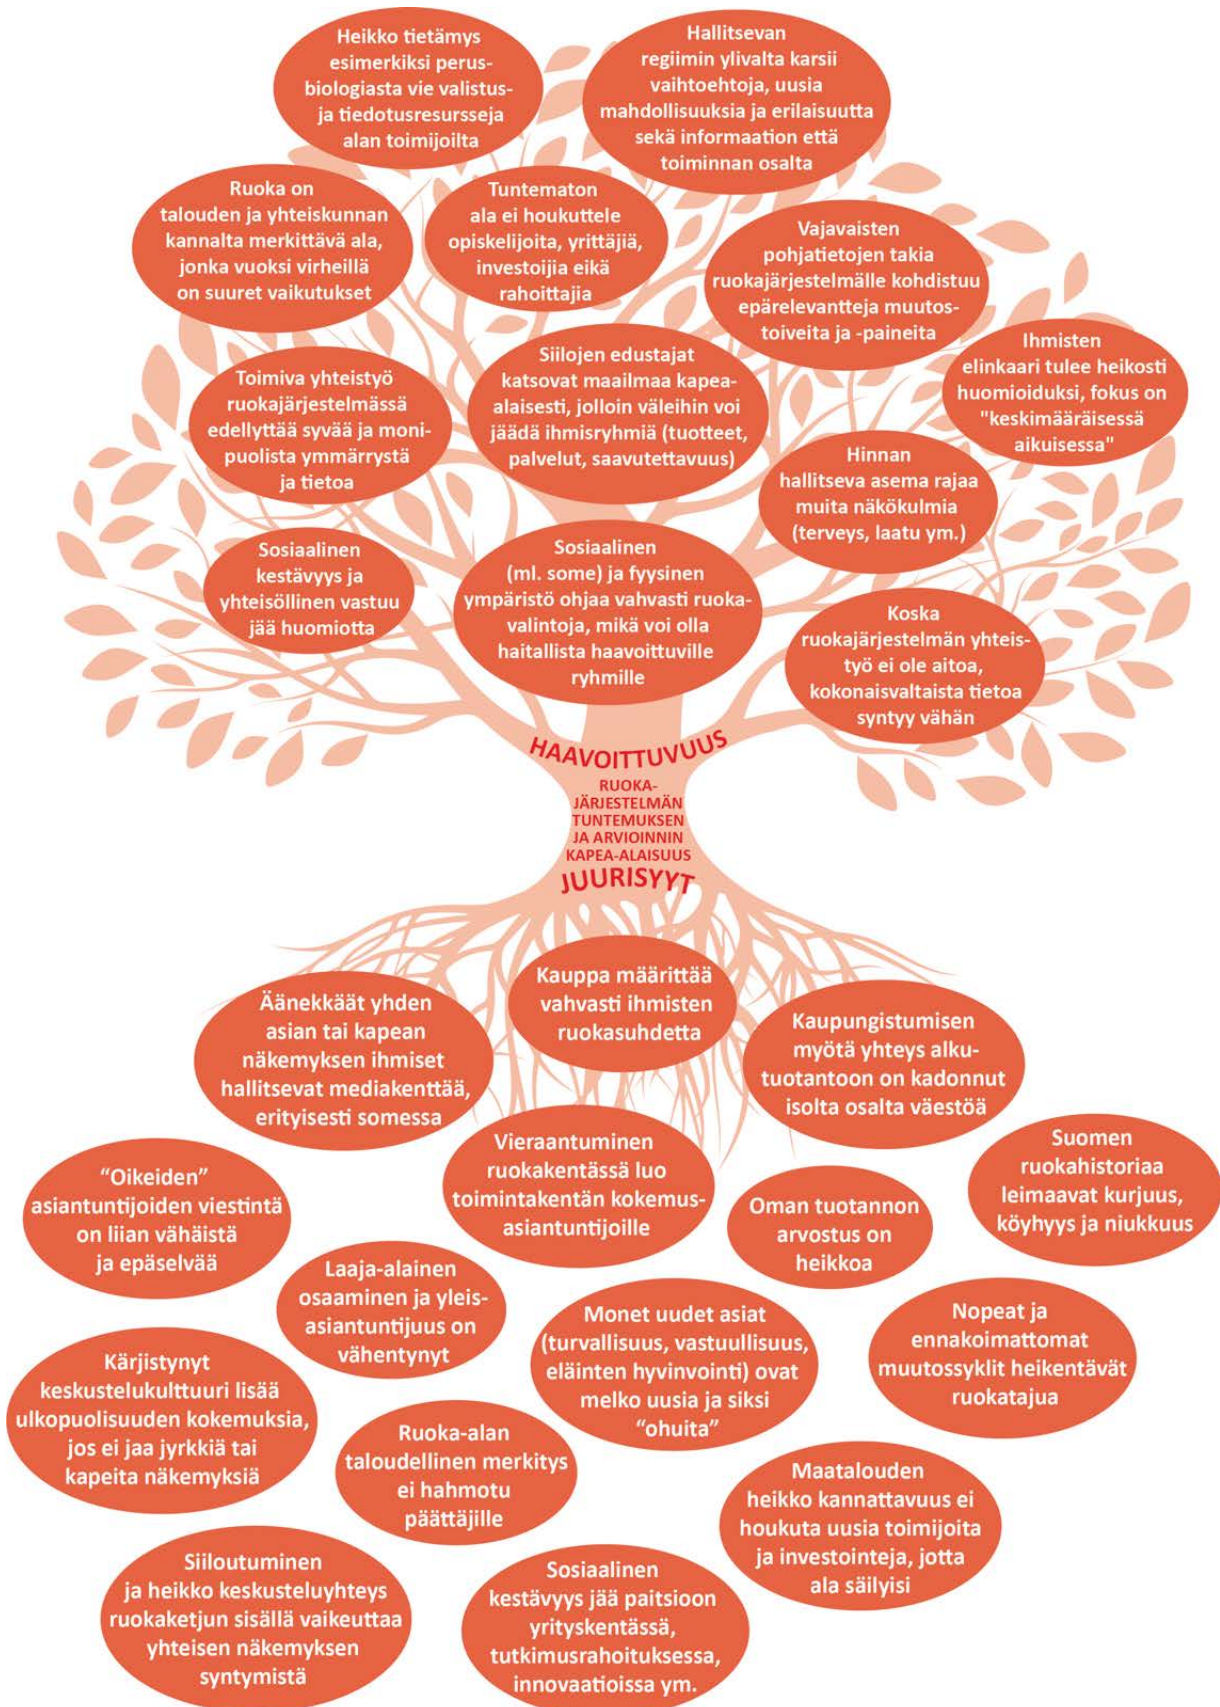 Heikko tietämys
esimerkiksi perus-
biologiasta vie valistus-
ja tiedotusresursseja
alan toimijoilta
Hallitsevan
regiimin ylivalta karsii
vaihtoehtoja, uusia
mahdollisuuksia ja erilaisuutta
sekä informaation että
toiminnan osalta
Ruoka on
talouden ja yhteiskunnan
kannalta merkittävä ala,
jonka vuoksi virheillä
on suuret vaikutukset
Tuntematon
ala ei houkuttele
opiskelijoita, yrittäjiä,
investoijia eikä
rahoittajia
Vajavaisten
pohjatietojen takia
ruokajärjestelmälle kohdistuu
epärelevantteja muutos-
toiveita ja -paineita
Ihmisten
elinkaari tulee heikosti
huomioiduksi, fokus on
"keskimääräisessä
aikuisessa"
Toimiva yhteistyö
ruokajärjestelmässä
edellyttää syvää ja moni-
puolista ymmärrystä
ja tietoa
Siilojen edustajat
katsovat maailmaa kapea-
alaisesti, jolloin väleihin voi
jäädä ihmisryhmiä (tuotteet,
palvelut, saavutettavuus)
Hinnan
hallitseva asema rajaa
muita näkökulmia
(terveys, laatu ym.)
Sosiaalinen
kestävyys ja
yhteisöllinen vastuu
jää huomiotta
Sosiaalinen
(ml. some) ja fyysinen
ympäristö ohjaa vahvasti ruoka-
valintoja, mikä voi olla
haitallista haavoittuville
ryhmille
Koska
ruokajärjestelmän yhteis-
työ ei ole aitoa,
kokonaisvaltaista tietoa
syntyy vähän
HAAVOITTUVUUS
RUOKA-
JÄRJESTELMÄN
TUNTEMUKSEN
JA ARVIOINNIN
KAPEA-ALAISUUS
JUURISYYT
Kauppa määrittää
vahvasti ihmisten
ruokasuhdetta
Äänekkäät yhden
asian tai kapean
näkemyksen ihmiset
hallitsevat mediakenttää,
erityisesti somessa
Kaupungistumisen
myötä yhteys alku-
tuotantoon on kadonnut
isolta osalta väestöä
Vieraantuminen
ruokakentässä luo
toimintakentän kokemus-
asiantuntijoille
Suomen
ruokahistoriaa
leimaavat kurjuus,
köyhyys ja niukkuus
“Oikeiden”
asiantuntijoiden viestintä
on liian vähäistä
ja epäselvää
Oman tuotannon
arvostus on
heikkoa
Laaja-alainen
osaaminen ja yleis-
asiantuntijuus on
vähentynyt
Monet uudet asiat
(turvallisuus, vastuullisuus,
eläinten hyvinvointi) ovat
melko uusia ja siksi
“ohuita”
Nopeat ja
ennakoimattomat
muutossyklit heikentävät
ruokatajua
Kärjistynyt
keskustelukulttuuri lisää
ulkopuolisuuden kokemuksia,
jos ei jaa jyrkkiä tai
kapeita näkemyksiä
Ruoka-alan
taloudellinen merkitys
ei hahmotu
päättäjille
Maatalouden
heikko kannattavuus ei
houkuta uusia toimijoita
ja investointeja, jotta
ala säilyisi
Siiloutuminen
ja heikko keskusteluyhteys
ruokaketjun sisällä vaikeuttaa
yhteisen näkemyksen
syntymistä
Sosiaalinen
kestävyys jää paitsioon
yrityskentässä,
tutkimusrahoituksessa,
innovaatioissa ym.